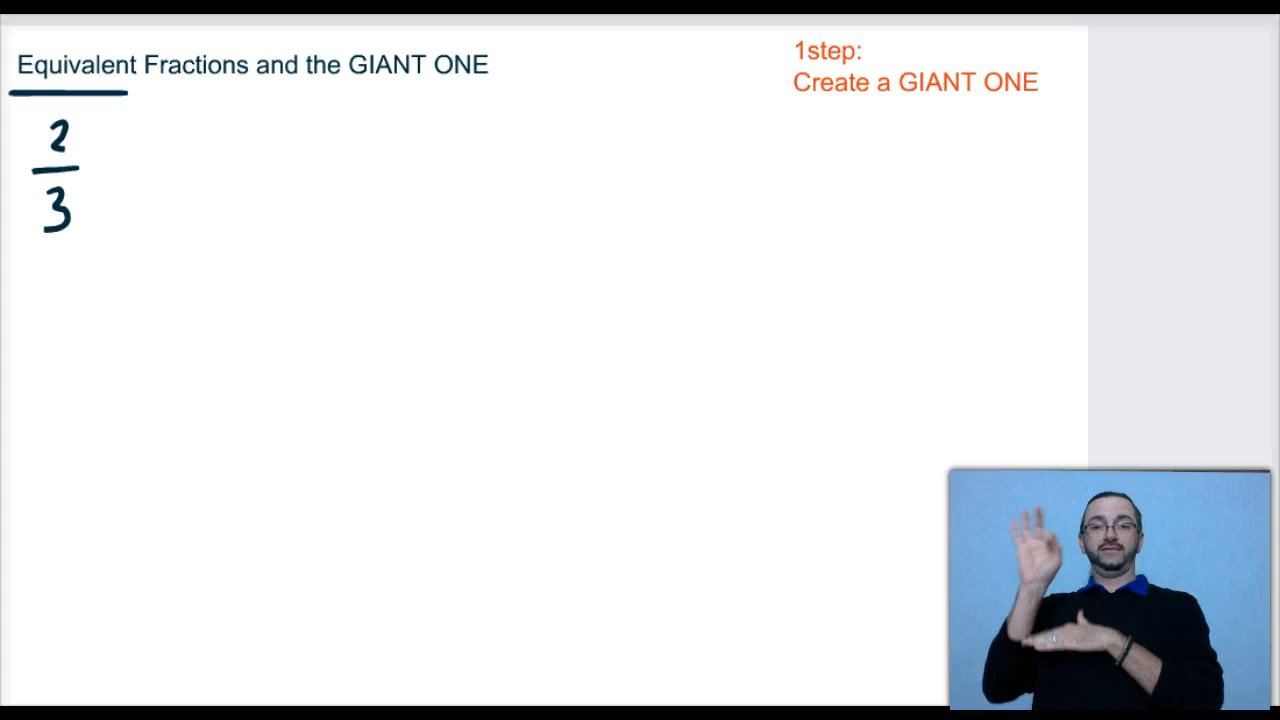 Equivalent Fractions and the GIANT ONE
1step:
Create a GIANT ONE
2
3